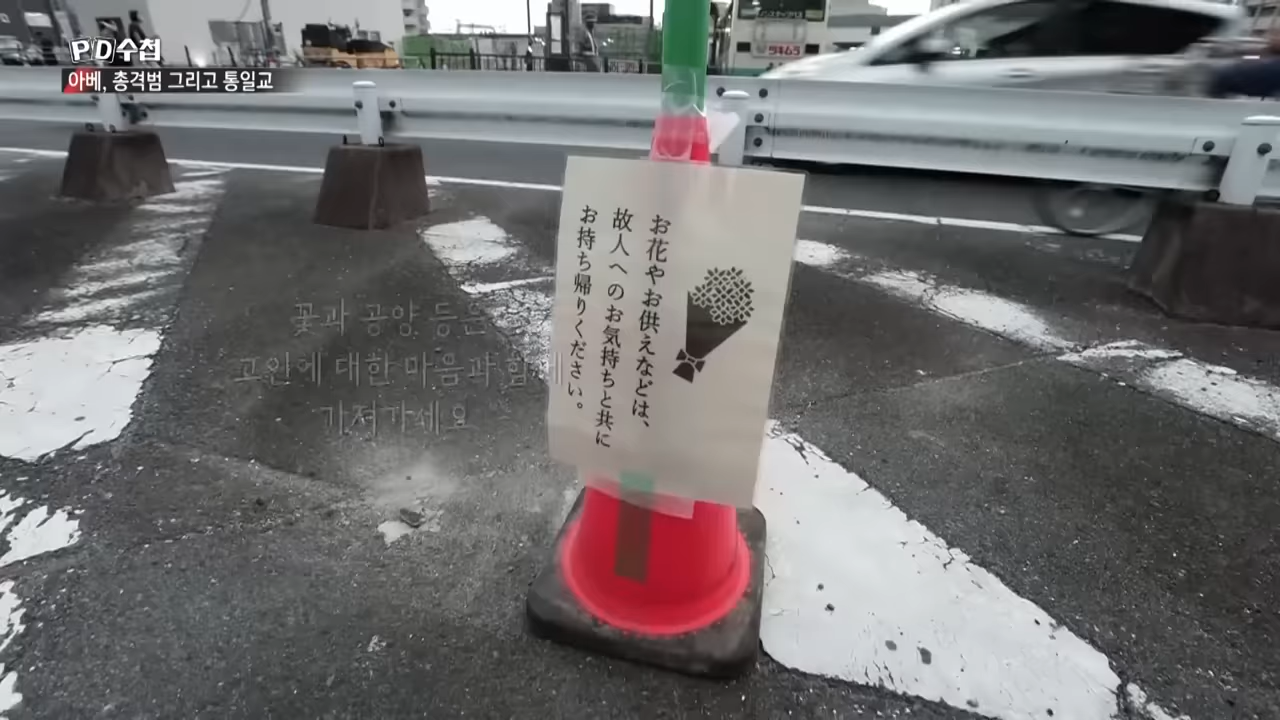 PD수첩
아베, 총격범 그리고 통일교
お花やお供えなどは、
故人へのお気持ちと共に
お持ち帰りください。
꽃과 공양 등은
고인에 대한 마음과 함께
가져가세요